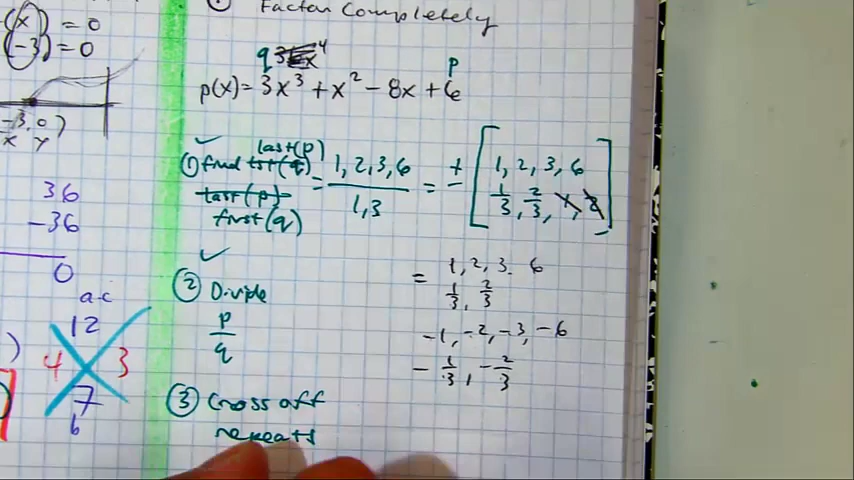 Factor Completely
(x) = 0
(-3) = 0
q p
p(x) = 3x³ + x² - 8x + 6
-3, 0)
x y
① find last(p) = 1, 2, 3, 6 / 1, 3 = ± [ 1, 2, 3, 6
first(q) 1/3, 2/3, 1, 2 ]
36
-36
0
② Divide
p/q
= 1, 2, 3, 6
1/3, 2/3
-1, -2, -3, -6
-1/3, -2/3
a·c
12
4 3
7
b
③ Cross off
repeats